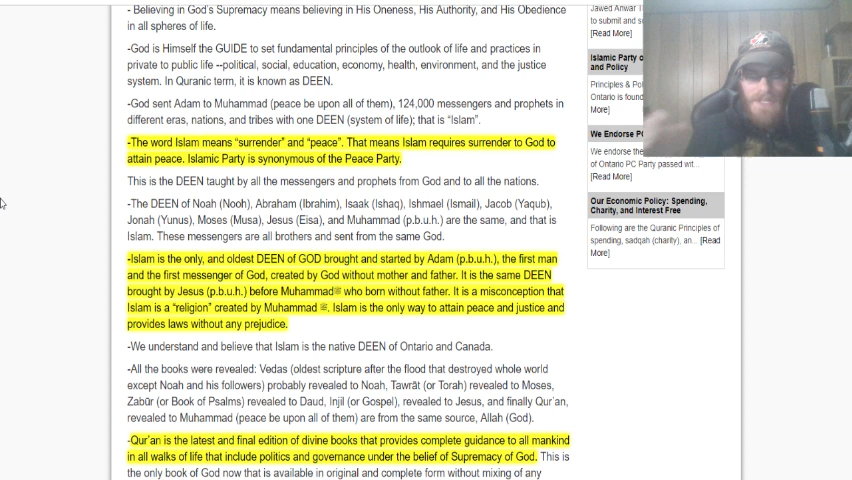 - Believing in God's Supremacy means believing in His Oneness, His Authority, and His Obedience
in all spheres of life.
-God is Himself the GUIDE to set fundamental principles of the outlook of life and practices in
private to public life --political, social, education, economy, health, environment, and the justice
system. In Quranic term, it is known as DEEN.
-God sent Adam to Muhammad (peace be upon all of them), 124,000 messengers and prophets in
different eras, nations, and tribes with one DEEN (system of life); that is “Islam”.
-The word Islam means “surrender” and “peace”. That means Islam requires surrender to God to
attain peace. Islamic Party is synonymous of the Peace Party.
This is the DEEN taught by all the messengers and prophets from God and to all the nations.
-The DEEN of Noah (Nooh), Abraham (Ibrahim), Isaak (Ishaq), Ishmael (Ismail), Jacob (Yaqub),
Jonah (Yunus), Moses (Musa), Jesus (Eisa), and Muhammad (p.b.u.h.) are the same, and that is
Islam. These messengers are all brothers and sent from the same God.
-Islam is the only, and oldest DEEN of GOD brought and started by Adam (p.b.u.h.), the first man
and the first messenger of God, created by God without mother and father. It is the same DEEN
brought by Jesus (p.b.u.h.) before Muhammadﷺ who born without father. It is a misconception that
Islam is a “religion” created by Muhammad ﷺ. Islam is the only way to attain peace and justice and
provides laws without any prejudice.
-We understand and believe that Islam is the native DEEN of Ontario and Canada.
-All the books were revealed: Vedas (oldest scripture after the flood that destroyed whole world
except Noah and his followers) probably revealed to Noah, Tawrāt (or Torah) revealed to Moses,
Zabūr (or Book of Psalms) revealed to Daud, Injil (or Gospel), revealed to Jesus, and finally Qur’an,
revealed to Muhammad (peace be upon all of them) are from the same source, Allah (God).
-Qur’an is the latest and final edition of divine books that provides complete guidance to all mankind
in all walks of life that include politics and governance under the belief of Supremacy of God. This is
the only book of God now that is available in original and complete form without mixing of any
Jawed Anwar
to submit and s
[Read More]
Islamic Party o
and Policy
Principles & Po
Ontario is found
More]
We Endorse PC
We endorse the
of Ontario PC Party passed wit...
[Read More]
Our Economic Policy: Spending,
Charity, and Interest Free
Following are the Quranic Principles of
spending, sadqah (charity), an... [Read
More]